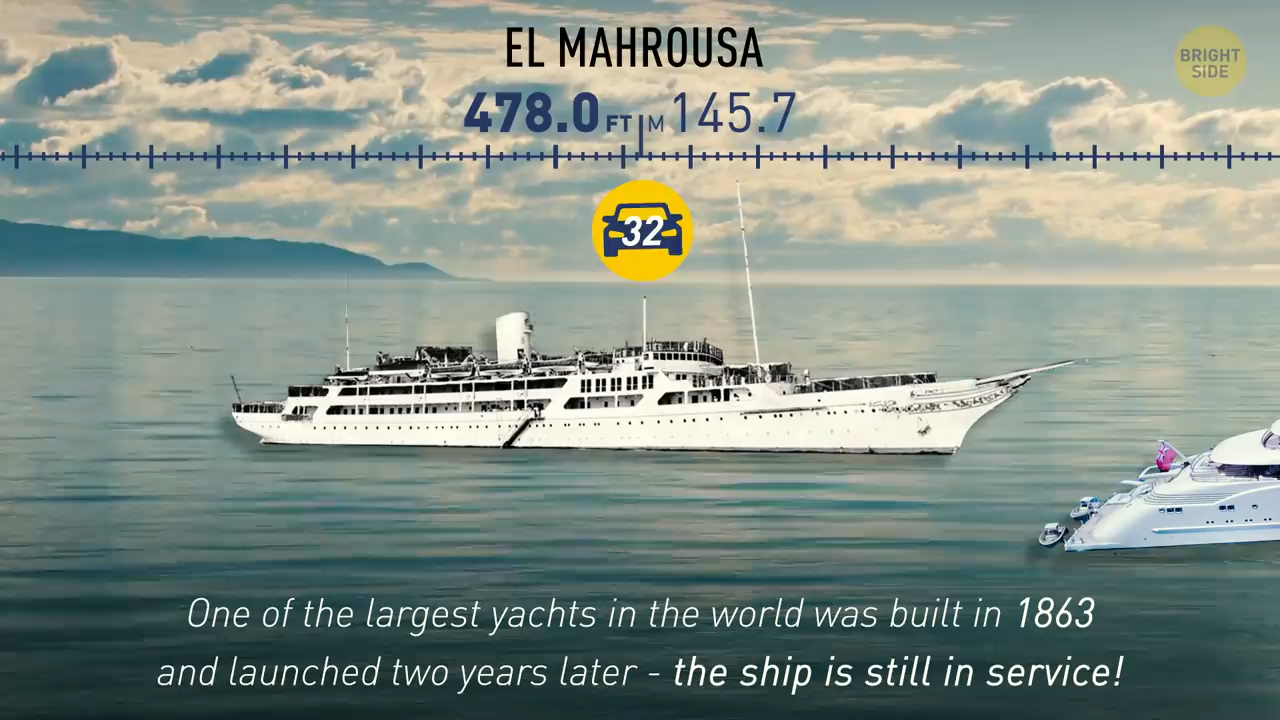 EL MAHROUSA
BRIGHT
SIDE
478.0 FT M 145.7
32
One of the largest yachts in the world was built in 1863
and launched two years later - the ship is still in service!